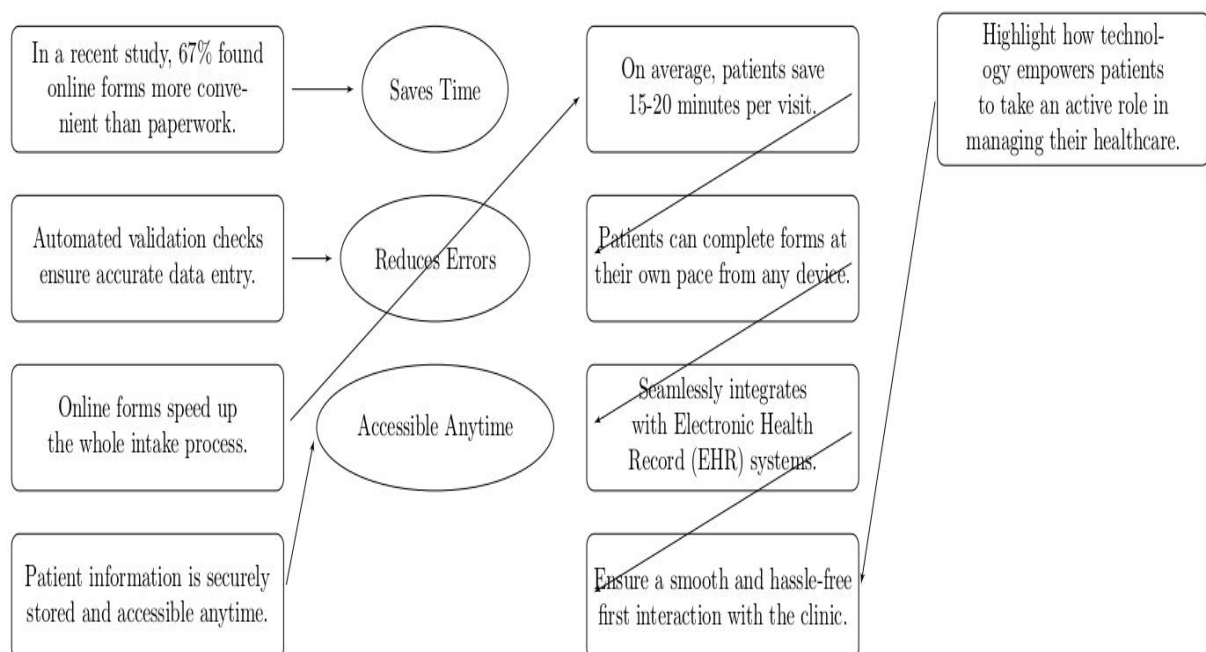 In a recent study, 67% found
online forms more conve-
nient than paperwork.
Saves Time
On average, patients save
15-20 minutes per visit.
Highlight how technol-
ogy empowers patients
to take an active role in
managing their healthcare.
Automated validation checks
ensure accurate data entry.
Reduces Errors
Patients can complete forms at
their own pace from any device.
Online forms speed up
the whole intake process.
Accessible Anytime
Seamlessly integrates
with Electronic Health
Record (EHR) systems.
Patient information is securely
stored and accessible anytime.
Ensure a smooth and hassle-free
first interaction with the clinic.